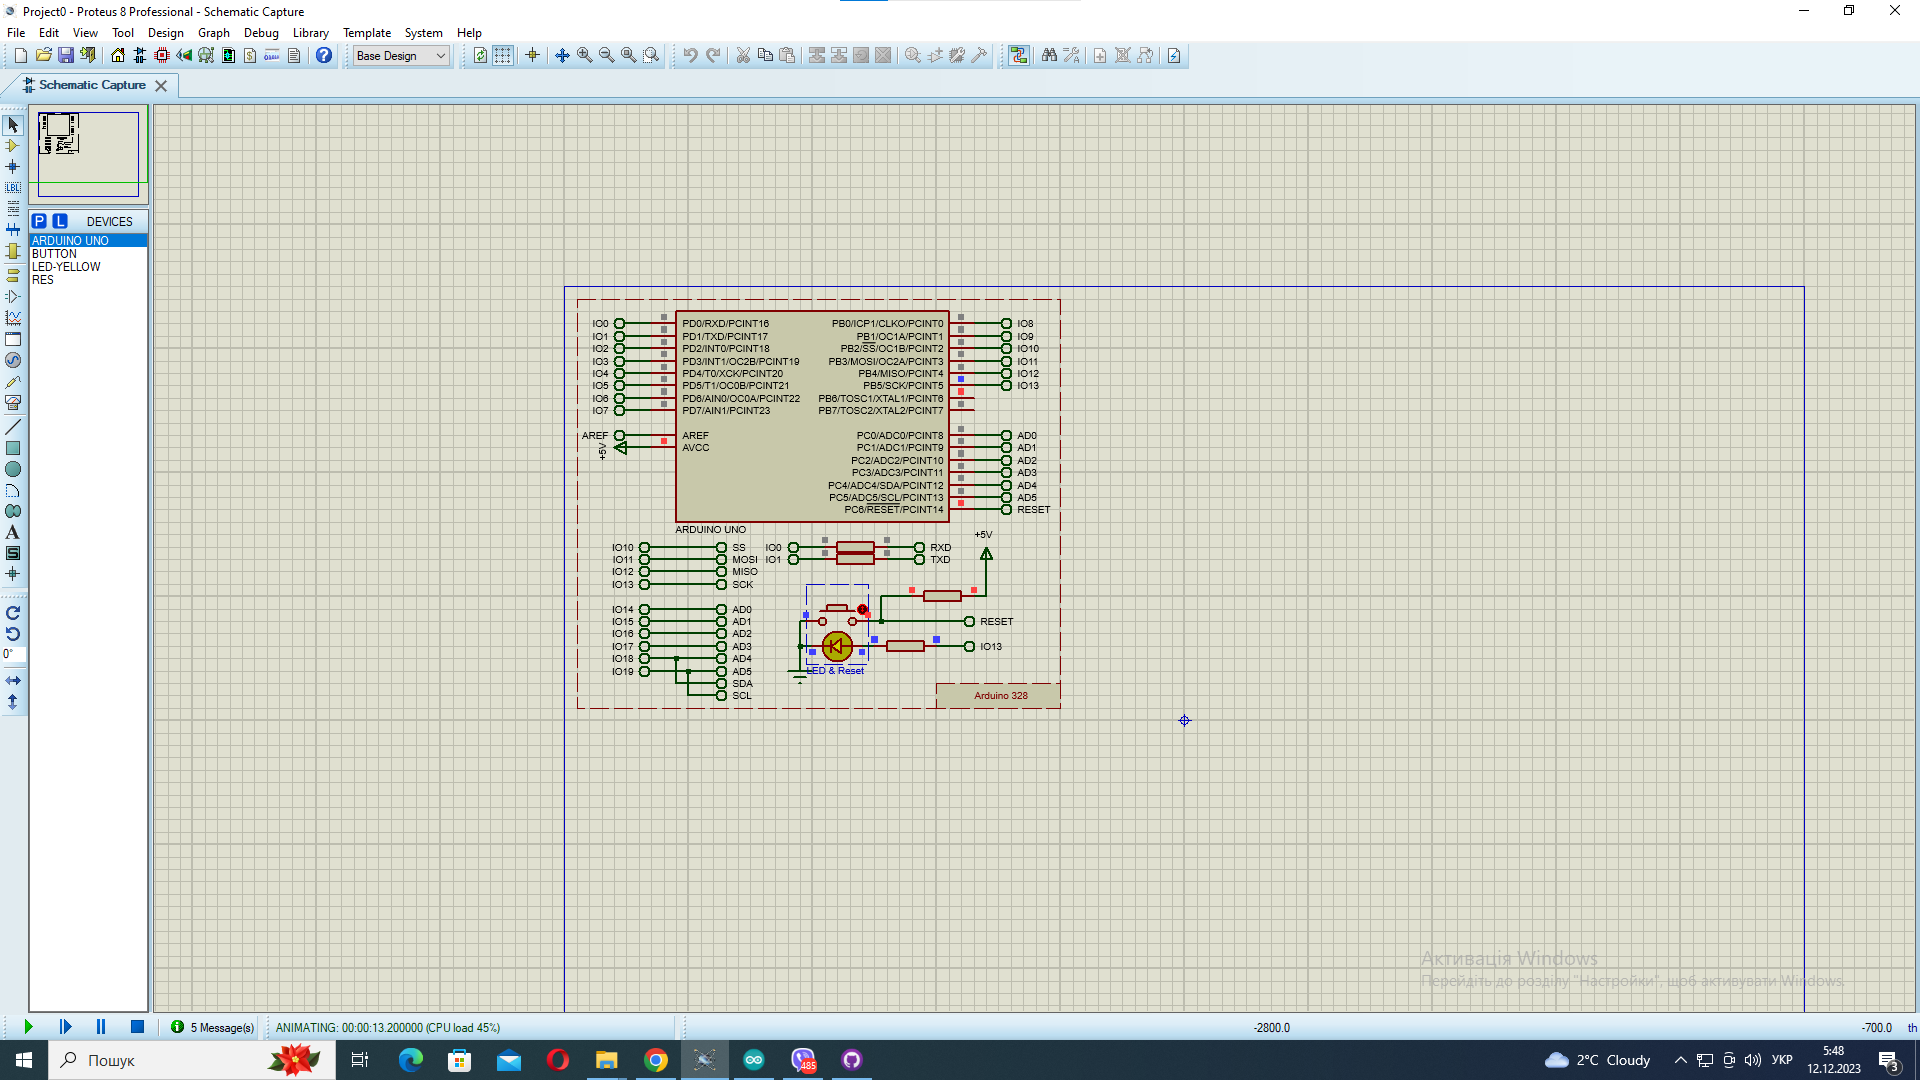 Project0 - Proteus 8 Professional - Schematic Capture
File Edit View Tool Design Graph Debug Library Template System Help
Base Design
Schematic Capture
LBL
P L DEVICES
ARDUINO UNO
BUTTON
LED-YELLOW
RES
A
S
0°
IO0 PD0/RXD/PCINT16 PB0/ICP1/CLKO/PCINT0 IO8
IO1 PD1/TXD/PCINT17 PB1/OC1A/PCINT1 IO9
IO2 PD2/INT0/PCINT18 PB2/SS/OC1B/PCINT2 IO10
IO3 PD3/INT1/OC2B/PCINT19 PB3/MOSI/OC2A/PCINT3 IO11
IO4 PD4/T0/XCK/PCINT20 PB4/MISO/PCINT4 IO12
IO5 PD5/T1/OC0B/PCINT21 PB5/SCK/PCINT5 IO13
IO6 PD6/AIN0/OC0A/PCINT22 PB6/TOSC1/XTAL1/PCINT6
IO7 PD7/AIN1/PCINT23 PB7/TOSC2/XTAL2/PCINT7
AREF AREF PC0/ADC0/PCINT8 AD0
+5V AVCC PC1/ADC1/PCINT9 AD1
PC2/ADC2/PCINT10 AD2
PC3/ADC3/PCINT11 AD3
PC4/ADC4/SDA/PCINT12 AD4
PC5/ADC5/SCL/PCINT13 AD5
PC6/RESET/PCINT14 RESET
ARDUINO UNO
+5V
IO10 SS IO0 RXD
IO11 MOSI IO1 TXD
IO12 MISO
IO13 SCK
IO14 AD0
IO15 AD1 RESET
IO16 AD2
IO17 AD3 IO13
IO18 AD4
IO19 AD5 LED & Reset
SDA
SCL Arduino 328
Активація Windows
Перейдіть до розділу "Настройки", щоб активувати Windows.
5 Message(s) ANIMATING: 00:00:13.200000 (CPU load 45%) -2800.0 -700.0 th
Пошук 485 2°C Cloudy УКР 5:48
12.12.2023 3